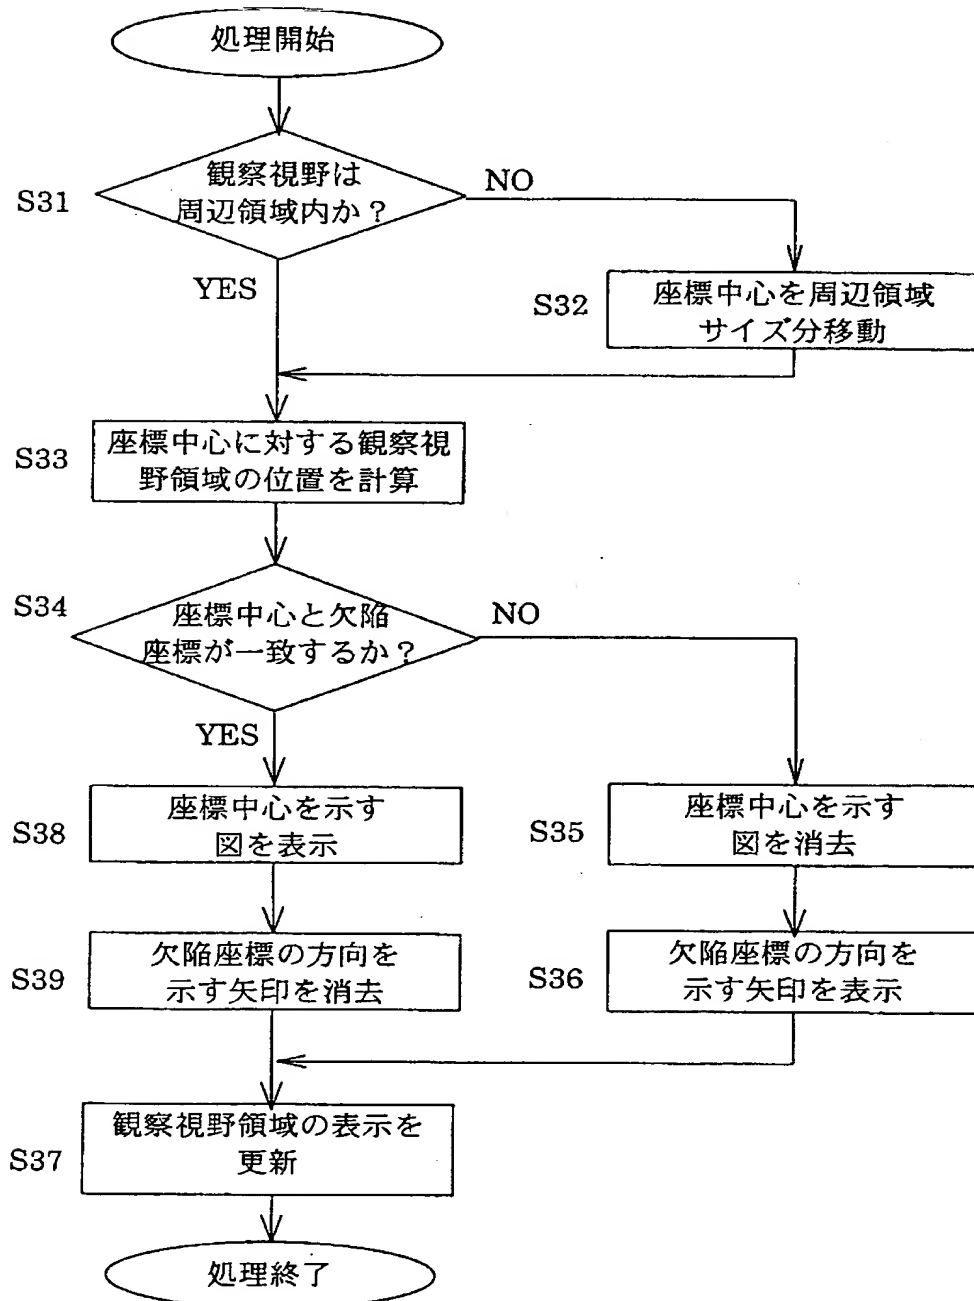 処理開始
S31
観察視野は
周辺領域内か？
NO
YES
S32
座標中心を周辺領域
サイズ分移動
S33
座標中心に対する観察視
野領域の位置を計算
S34
座標中心と欠陥
座標が一致するか？
NO
YES
S38
座標中心を示す
図を表示
S35
座標中心を示す
図を消去
S39
欠陥座標の方向を
示す矢印を消去
S36
欠陥座標の方向を
示す矢印を表示
S37
観察視野領域の表示を
更新
処理終了